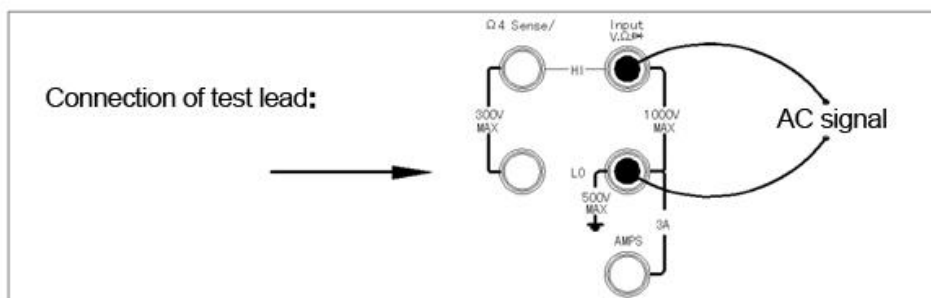 Ω4 Sense/
Input
V.Ω
HI
Connection of test lead:
300V
MAX
1000V
MAX
AC signal
LO
500V
MAX
3A
AMPS